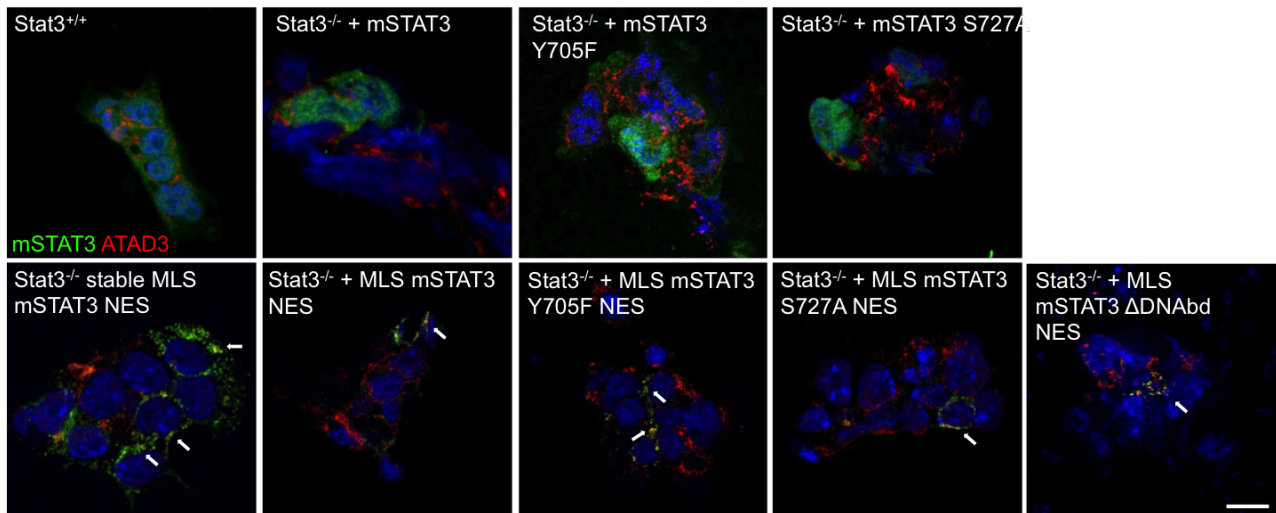 Stat3+/+
Stat3-/- + mSTAT3
Stat3-/- + mSTAT3
Y705F
Stat3-/- + mSTAT3 S727A
mSTAT3 ATAD3
Stat3-/- stable MLS
mSTAT3 NES
Stat3-/- + MLS mSTAT3
NES
Stat3-/- + MLS mSTAT3
Y705F NES
Stat3-/- + MLS mSTAT3
S727A NES
Stat3-/- + MLS
mSTAT3 ΔDNAbd
NES